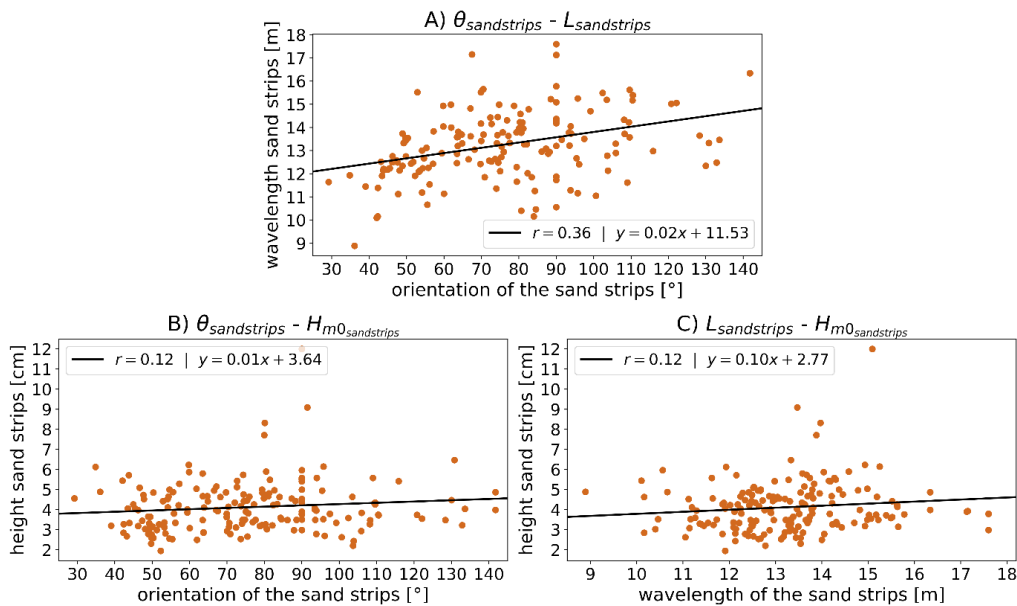 A) θsandstrips - Lsandstrips
wavelength sand strips [m]
18
17
16
15
14
13
12
11
10
9
r = 0.36 | y = 0.02x + 11.53
30 40 50 60 70 80 90 100 110 120 130 140
orientation of the sand strips [°]
B) θsandstrips - Hm0sandstrips
height sand strips [cm]
12
11
10
9
8
7
6
5
4
3
2
r = 0.12 | y = 0.01x + 3.64
30 40 50 60 70 80 90 100 110 120 130 140
orientation of the sand strips [°]
C) Lsandstrips - Hm0sandstrips
height sand strips [cm]
12
11
10
9
8
7
6
5
4
3
2
r = 0.12 | y = 0.10x + 2.77
9 10 11 12 13 14 15 16 17 18
wavelength of the sand strips [m]